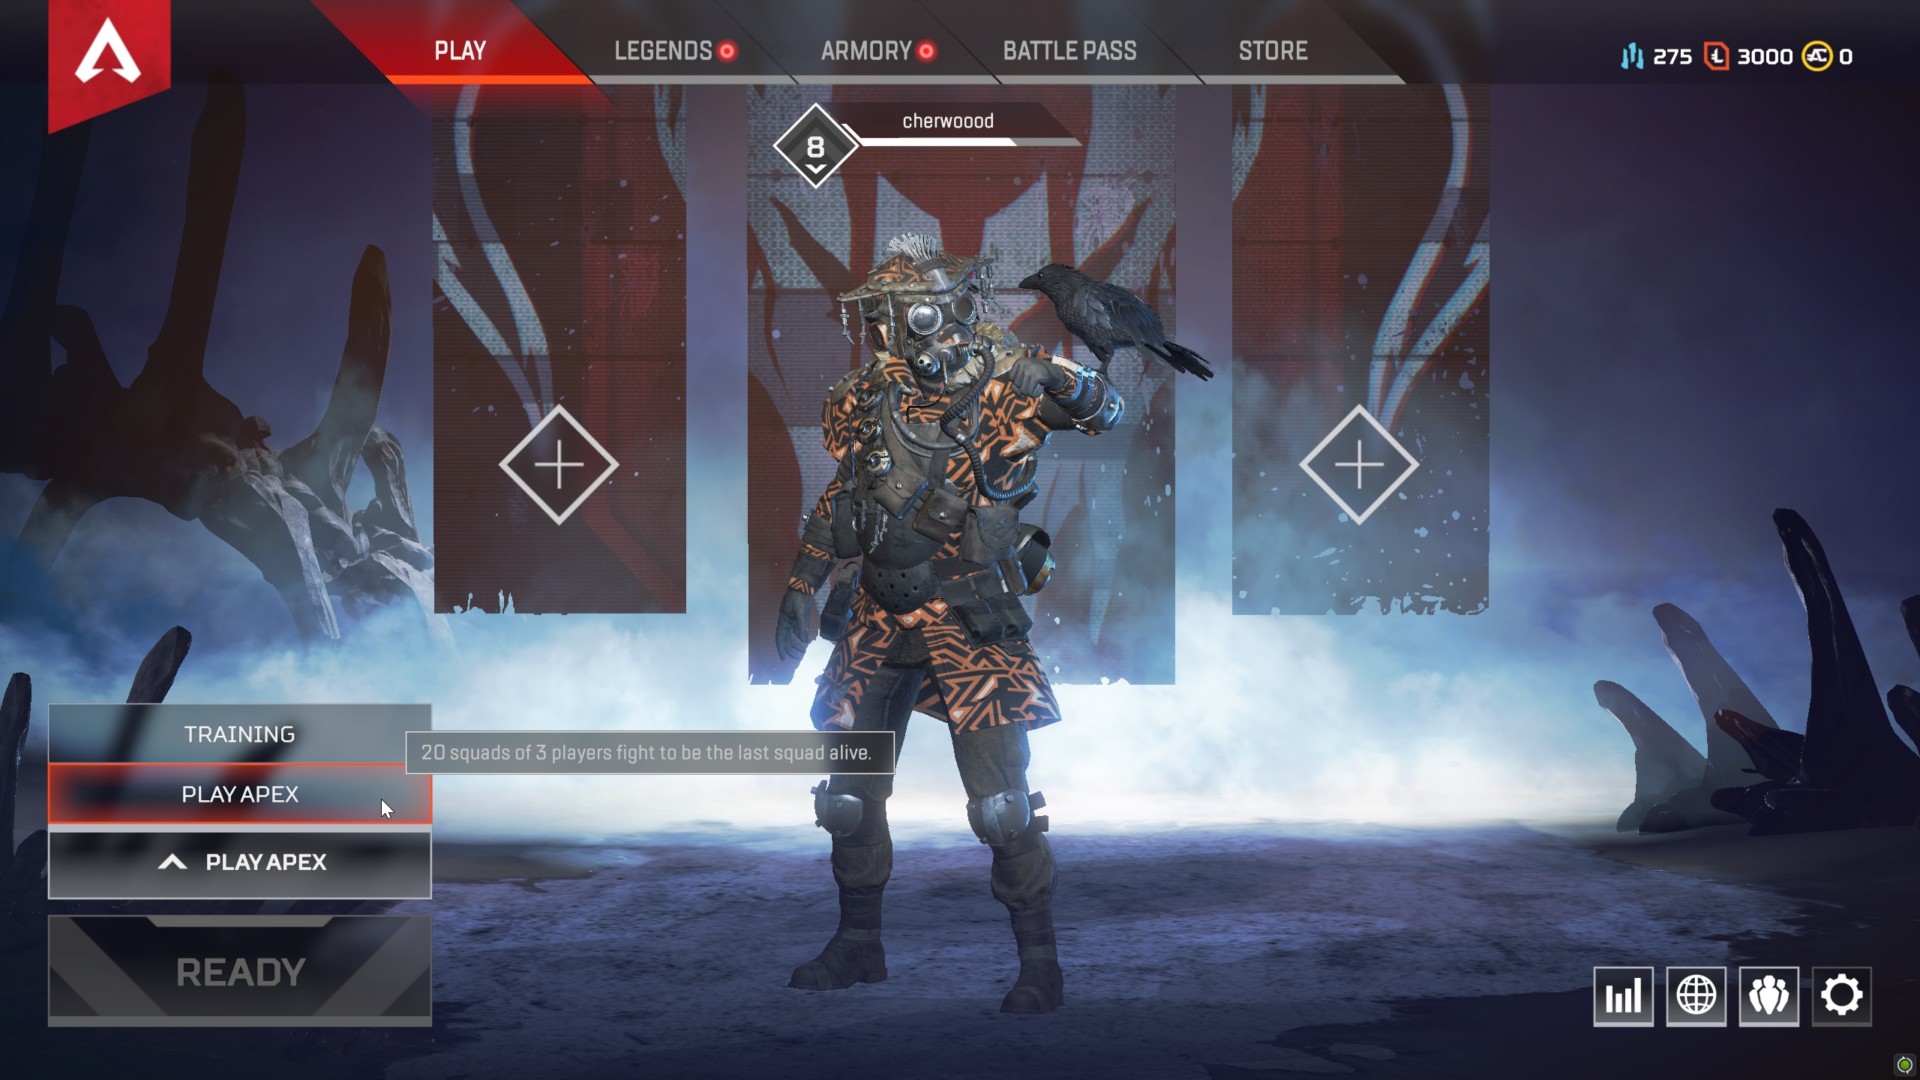 PLAY
LEGENDS
ARMORY
BATTLE PASS
STORE
275 3000 0
cherwoood
8
TRAINING
20 squads of 3 players fight to be the last squad alive.
PLAY APEX
PLAY APEX
READY